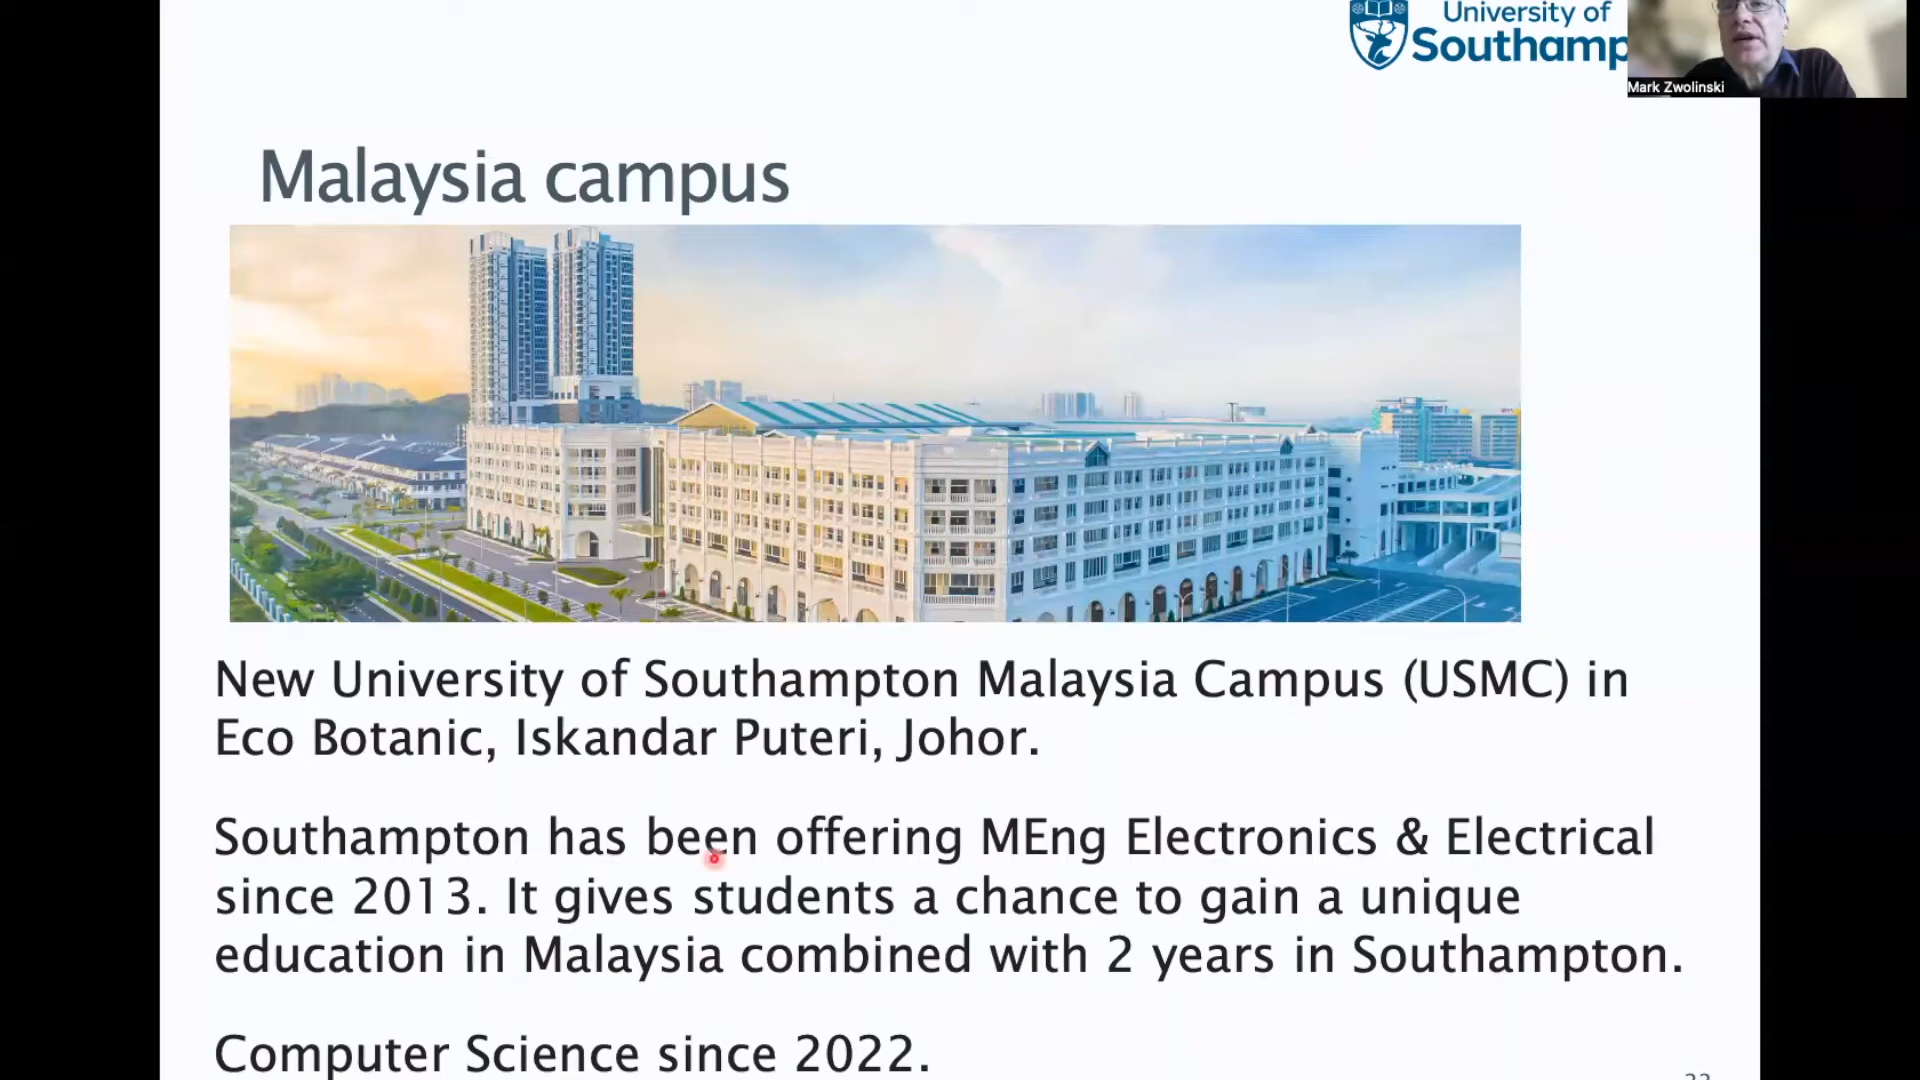 University of
Southamp
Mark Zwolinski
Malaysia campus
New University of Southampton Malaysia Campus (USMC) in
Eco Botanic, Iskandar Puteri, Johor.
Southampton has been offering MEng Electronics & Electrical
since 2013. It gives students a chance to gain a unique
education in Malaysia combined with 2 years in Southampton.
Computer Science since 2022.